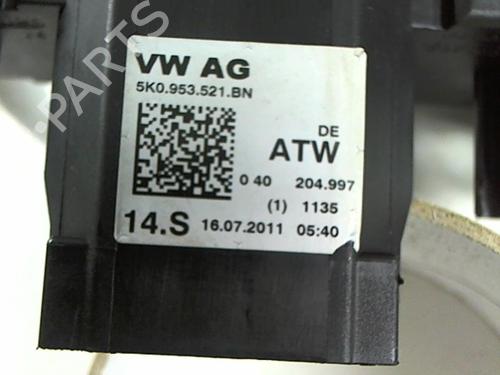 VW AG
5K0.953.521.BN
DE
ATW
0 40 204.997
(1) 1135
14.S 16.07.2011 05:40
B-PARTS